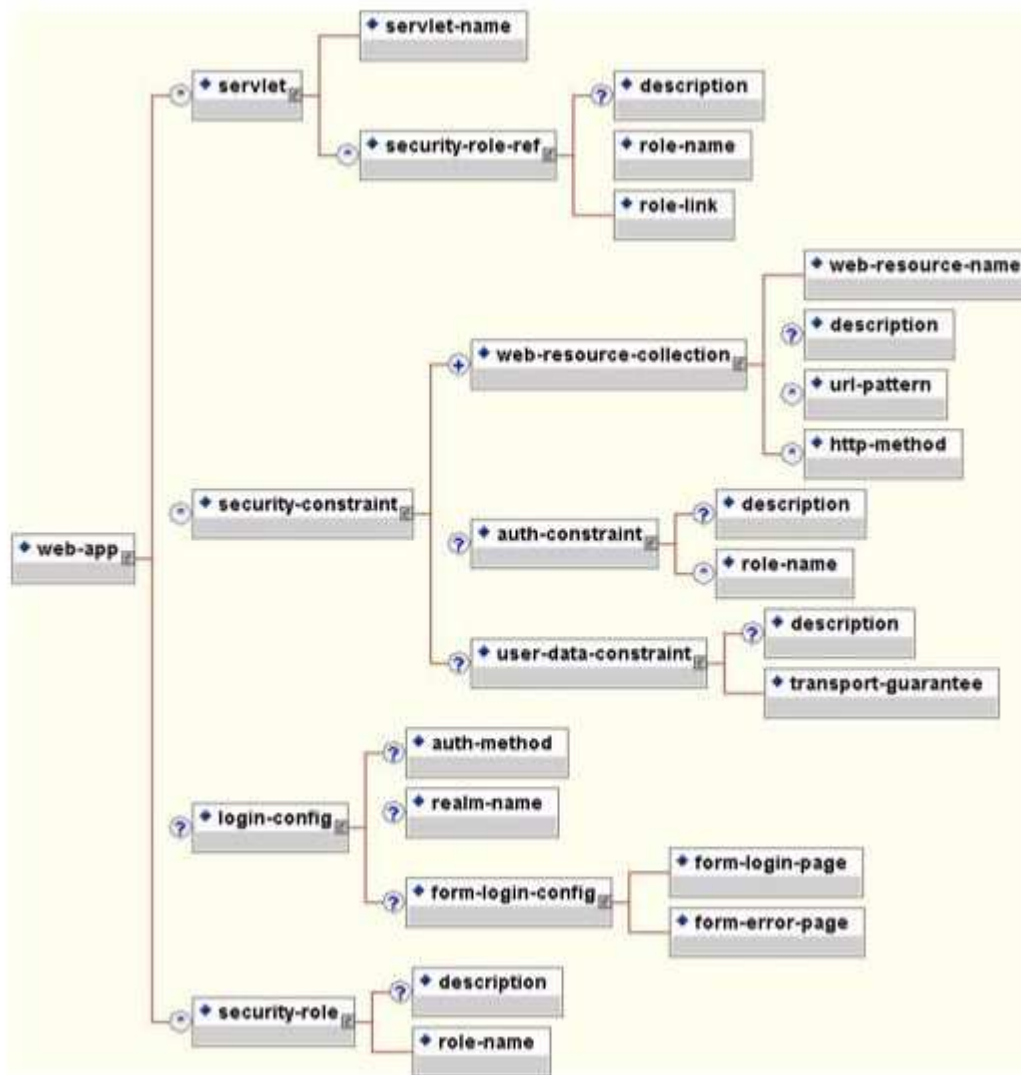 servlet-name
servlet
? description
security-role-ref
role-name
role-link
web-resource-name
? description
+ web-resource-collection
* url-pattern
* http-method
* security-constraint
? description
? auth-constraint
web-app
* role-name
? description
? user-data-constraint
transport-guarantee
? auth-method
? realm-name
? login-config
form-login-page
? form-login-config
form-error-page
? description
* security-role
role-name